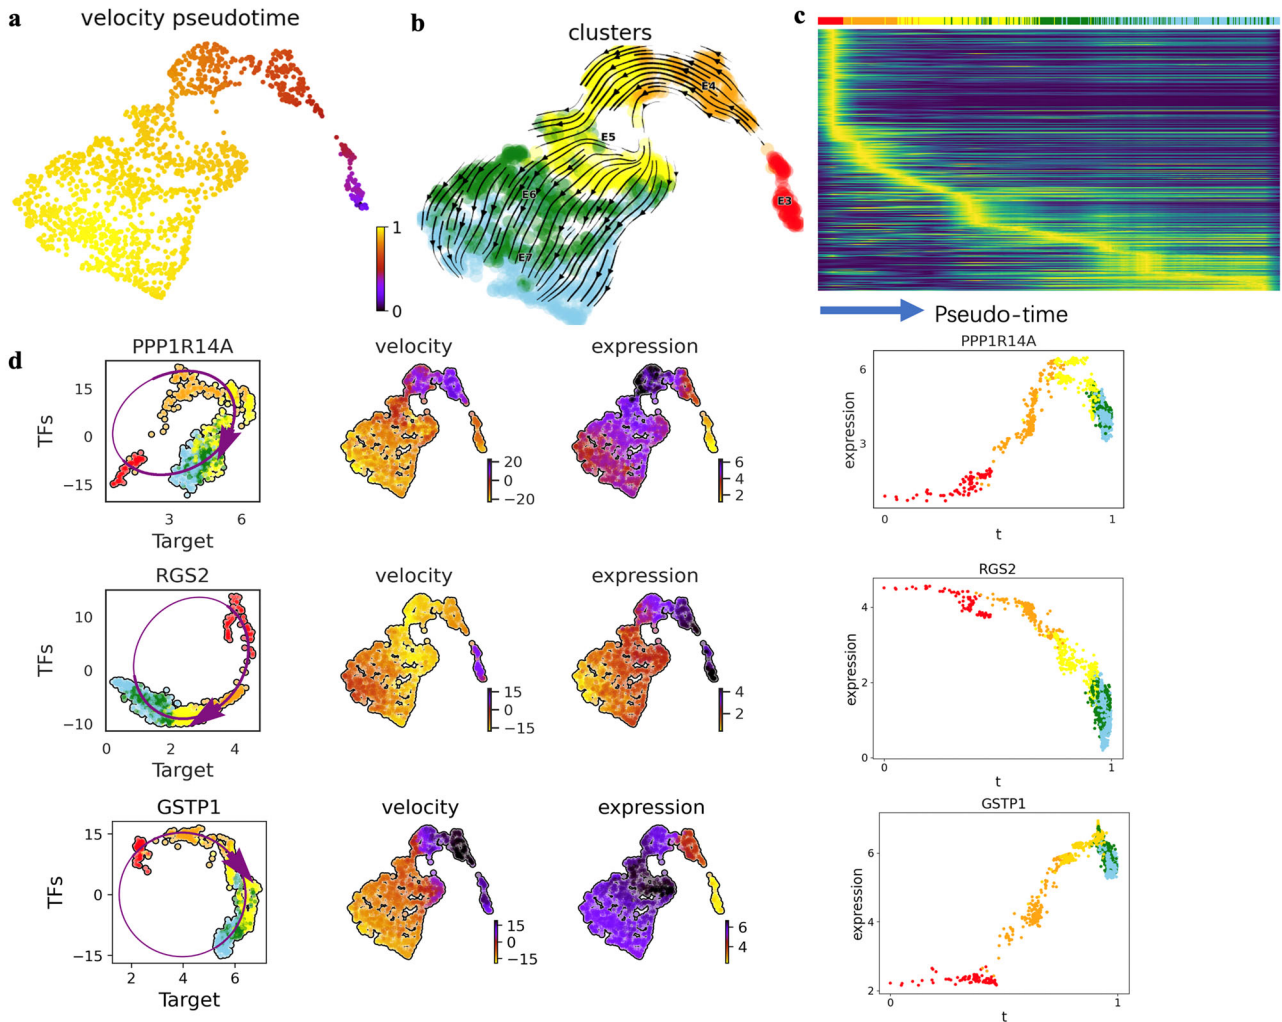 a
velocity pseudotime
1
0
b
clusters
E4
E5
E3
E6
E7
c
Pseudo-time
d
PPP1R14A
TFs
15
0
−15
3 6
Target
velocity
20
0
−20
expression
6
4
2
PPP1R14A
expression
6
3
0 1
t
RGS2
TFs
10
0
−10
0 2 4
Target
velocity
15
0
−15
expression
4
2
RGS2
expression
4
2
0
0 1
t
GSTP1
TFs
15
0
−15
2 4 6
Target
velocity
15
0
−15
expression
6
4
GSTP1
expression
6
4
2
0 1
t